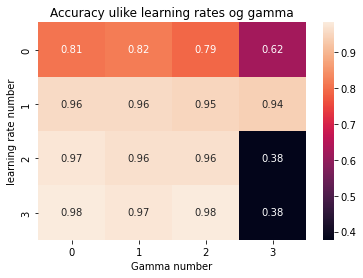 Accuracy ulike learning rates og gamma
0 0.81 0.82 0.79 0.62
1 0.96 0.96 0.95 0.94
2 0.97 0.96 0.96 0.38
3 0.98 0.97 0.98 0.38
0 1 2 3
Gamma number
learning rate number
0.9
0.8
0.7
0.6
0.5
0.4